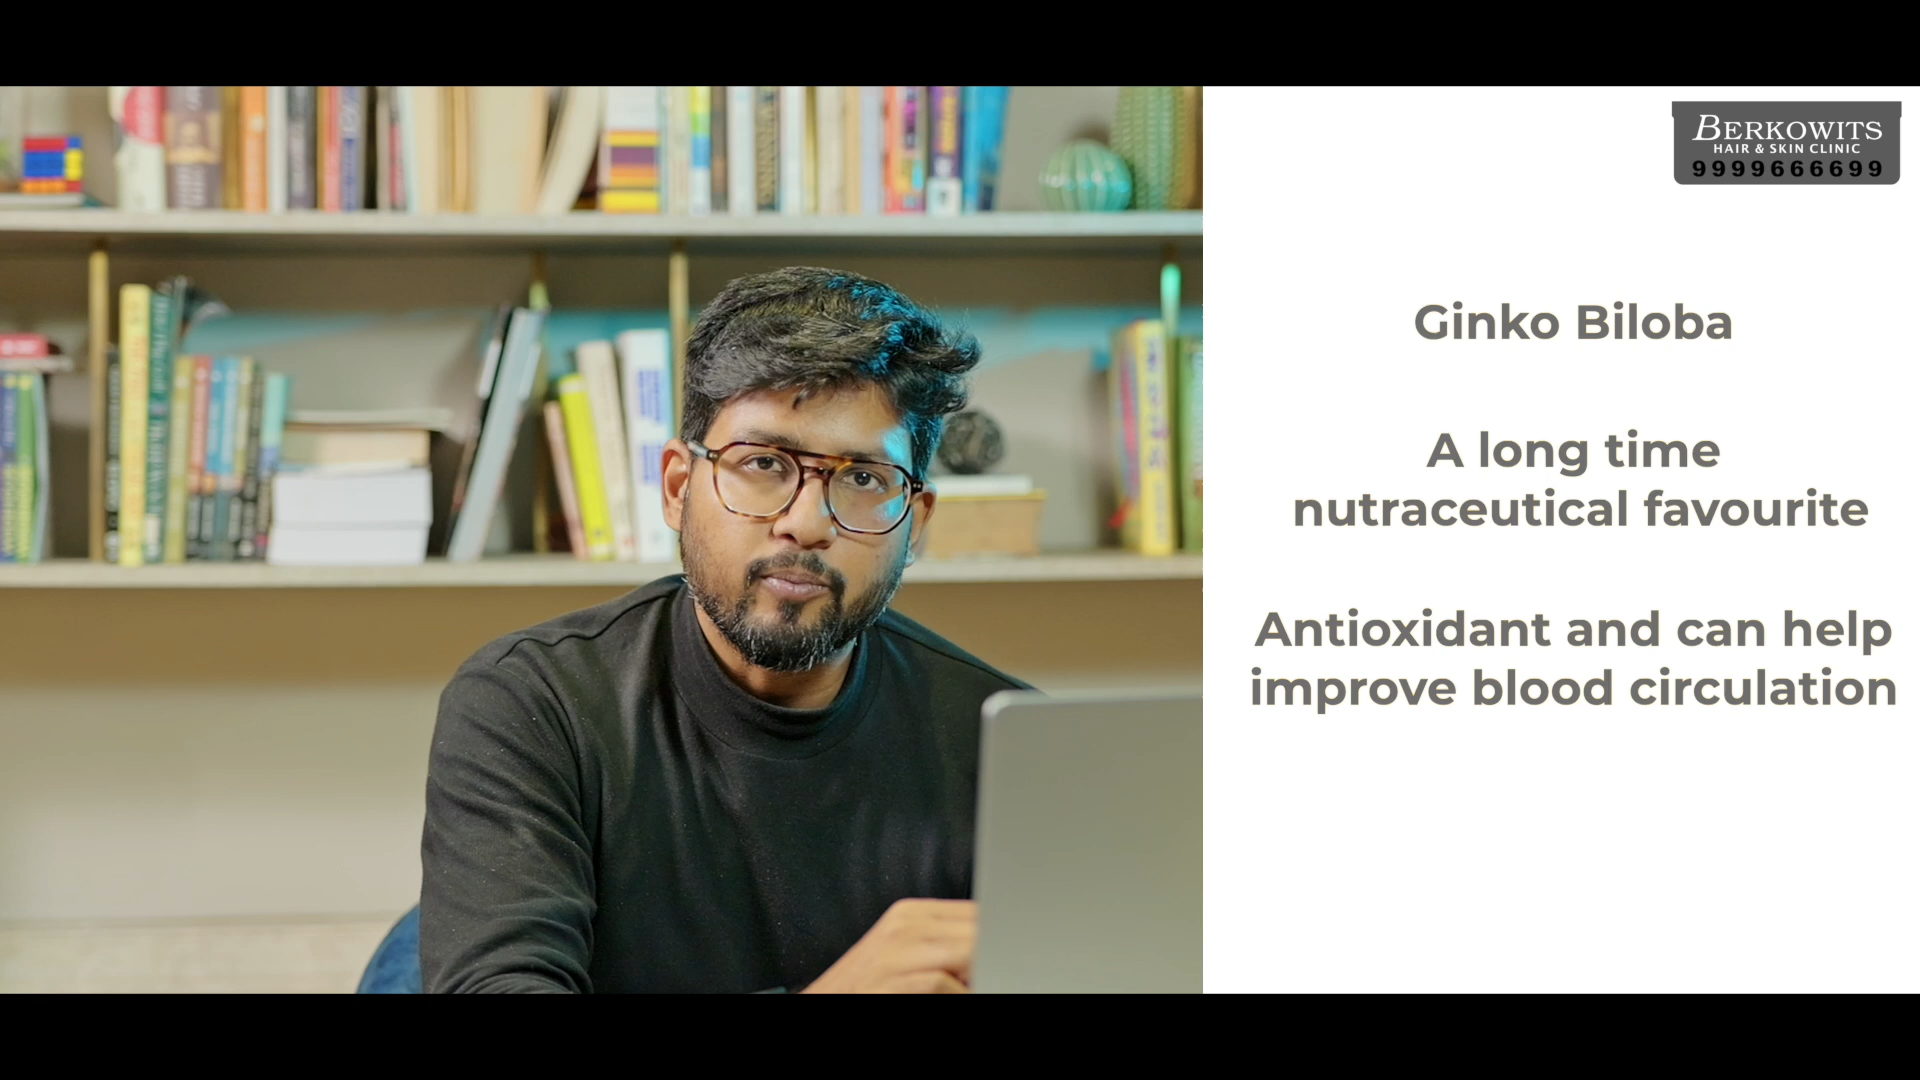 BERKOWITS
HAIR & SKIN CLINIC
9999666699
Ginko Biloba
A long time
nutraceutical favourite
Antioxidant and can help
improve blood circulation